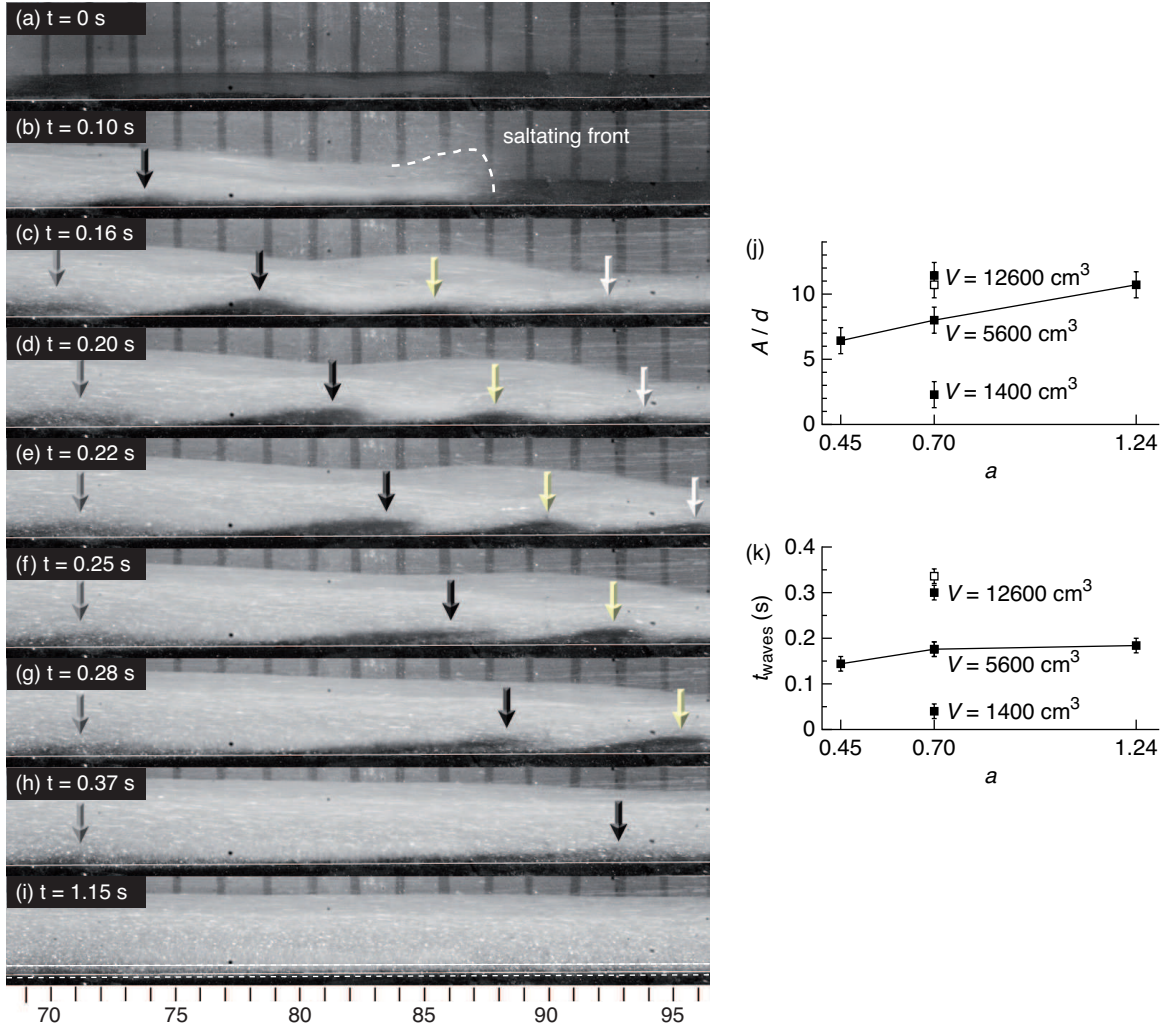 (a) t = 0 s
(b) t = 0.10 s
saltating front
(c) t = 0.16 s
(d) t = 0.20 s
(e) t = 0.22 s
(f) t = 0.25 s
(g) t = 0.28 s
(h) t = 0.37 s
(i) t = 1.15 s
70 75 80 85 90 95
(j)
A / d
10
5
0
V = 12600 cm³
V = 5600 cm³
V = 1400 cm³
0.45 0.70 1.24
a
(k)
t_waves (s)
0.4
0.3
0.2
0.1
0
V = 12600 cm³
V = 5600 cm³
V = 1400 cm³
0.45 0.70 1.24
a